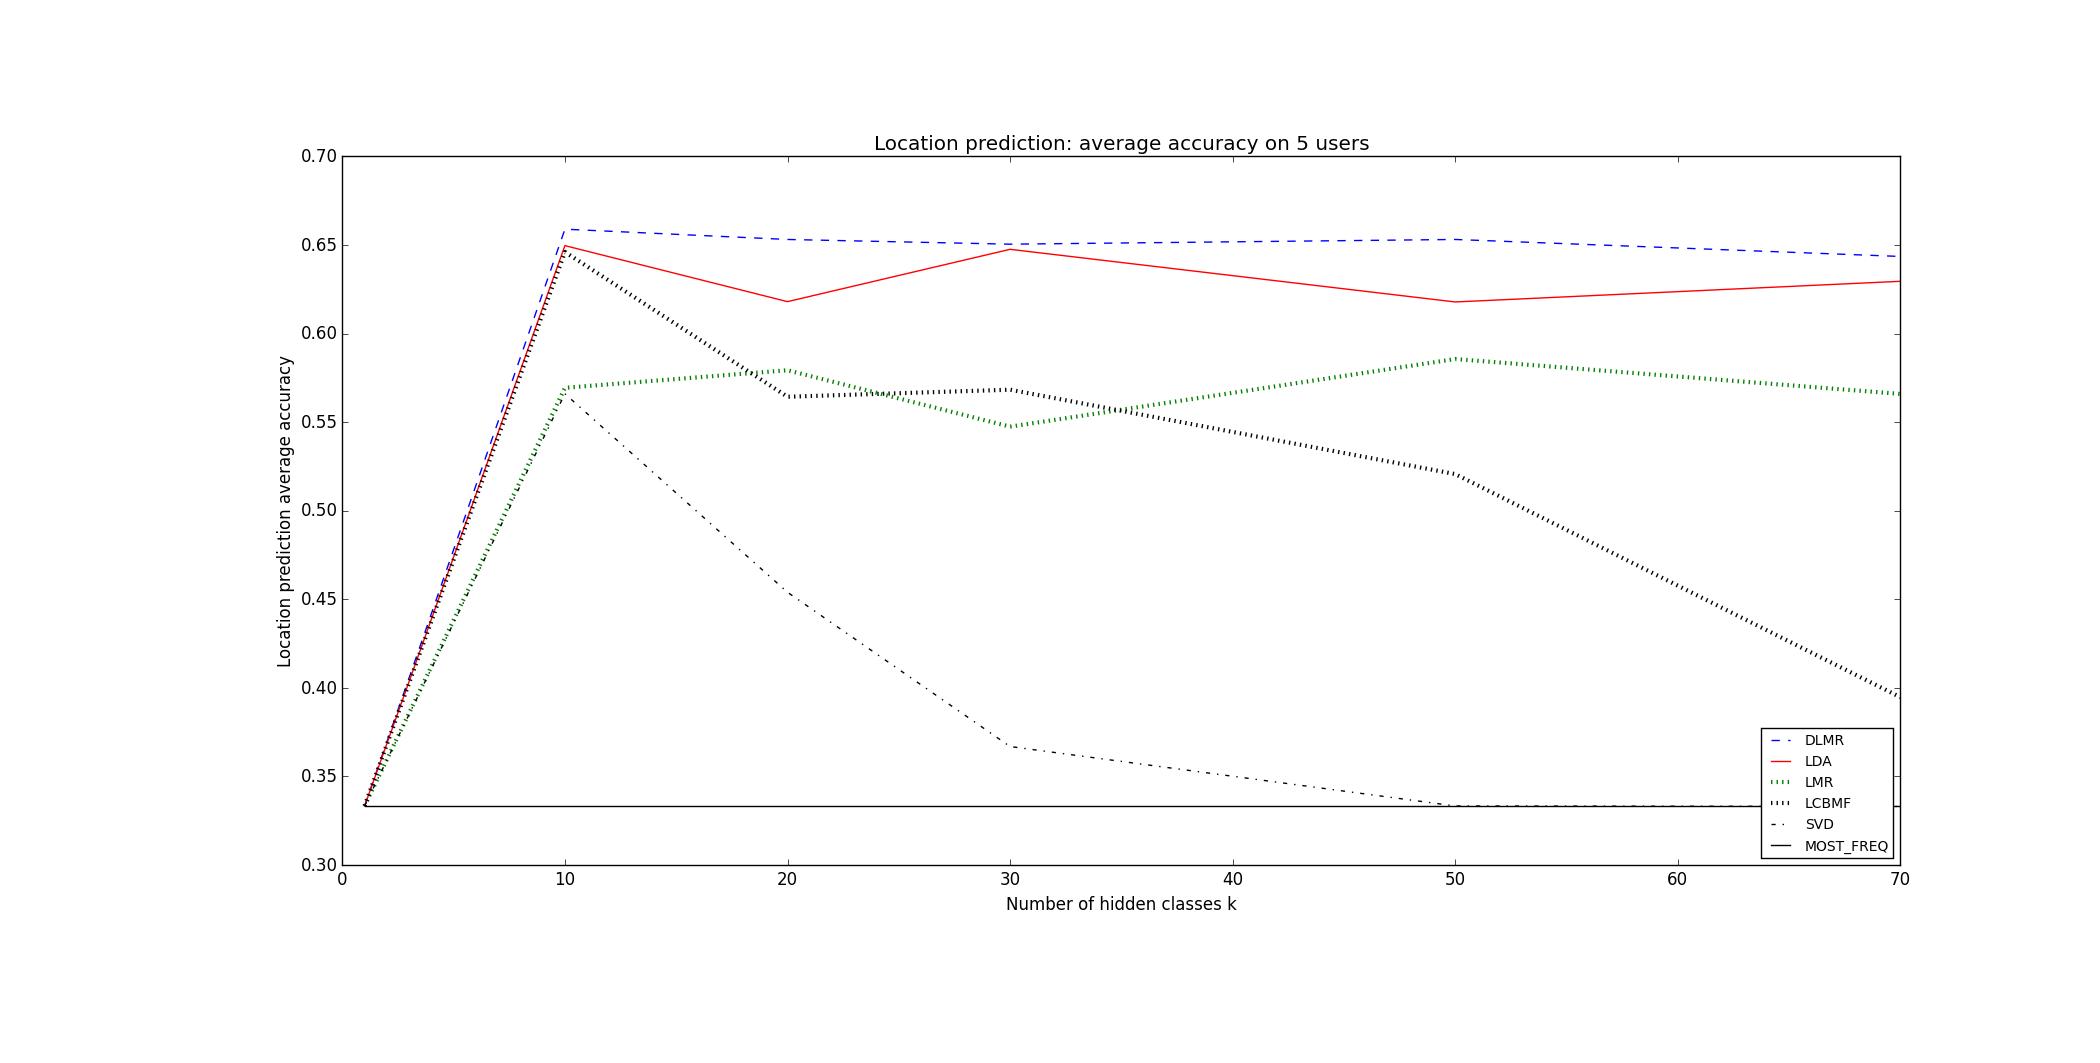 Location prediction: average accuracy on 5 users
0.70
0.65
0.60
0.55
0.50
0.45
0.40
0.35
0.30
Location prediction average accuracy
0 10 20 30 40 50 60 70
Number of hidden classes k
DLMR
LDA
LMR
LCBMF
SVD
MOST_FREQ